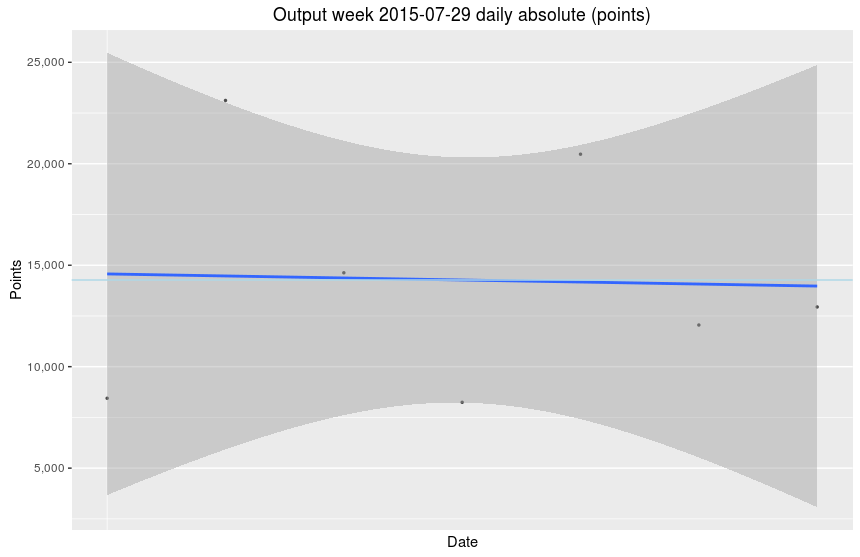 Output week 2015-07-29 daily absolute (points)
25,000
20,000
15,000
10,000
5,000
Points
Date